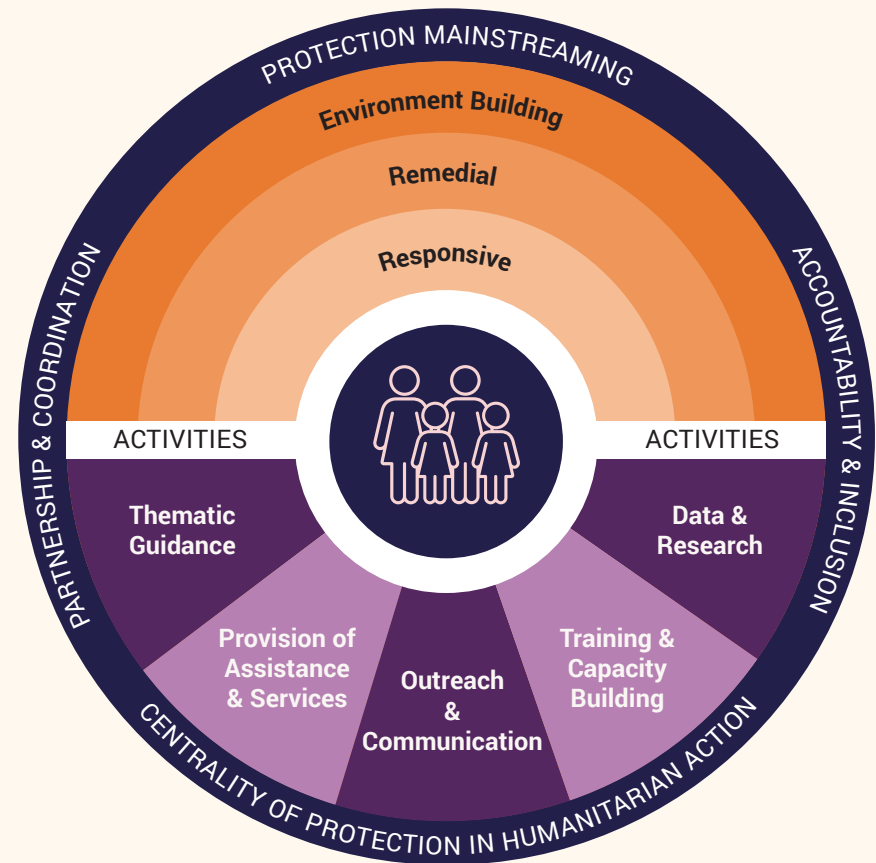 PROTECTION MAINSTREAMING
Environment Building
Remedial
Responsive
PARTNERSHIP & COORDINATION
ACCOUNTABILITY & INCLUSION
ACTIVITIES
ACTIVITIES
Thematic
Guidance
Data &
Research
Provision of
Assistance
& Services
Training &
Capacity
Building
Outreach
&
Communication
CENTRALITY OF PROTECTION IN HUMANITARIAN ACTION